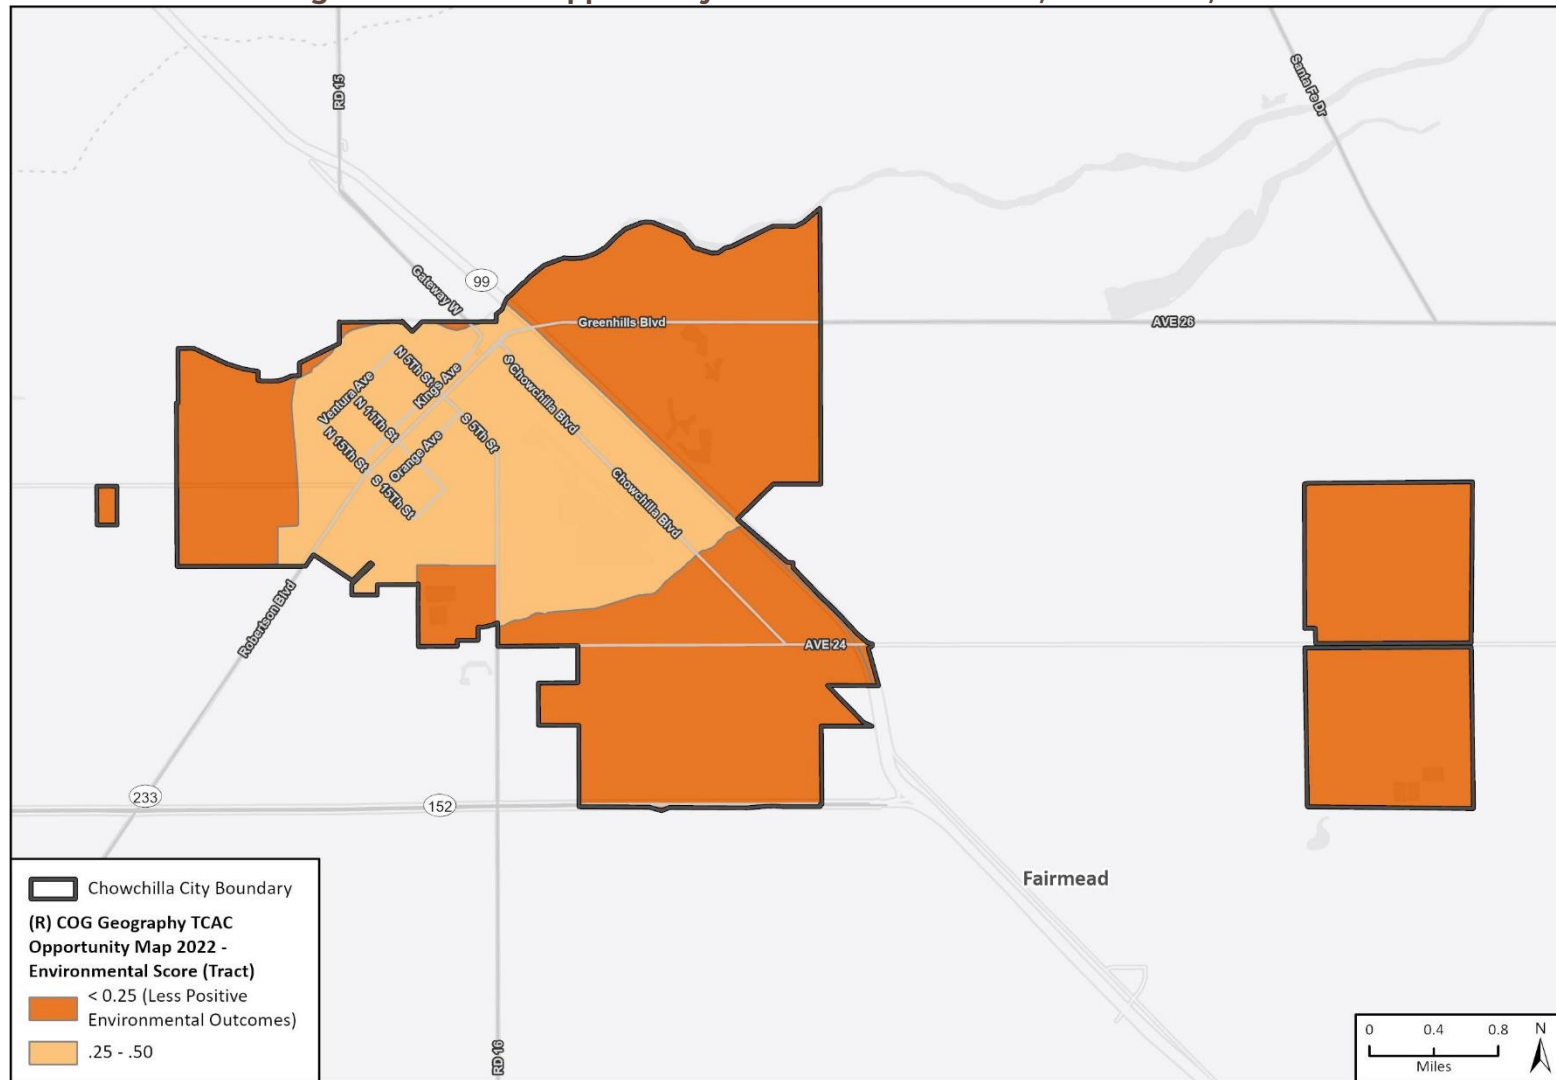 RD 15
Santa Fe Dr
Gateway W
99
Greenhills Blvd
AVE 26
N 5Th St
Kings Ave
S Chowchilla Blvd
Ventura Ave
N 11Th St
S 5Th St
N 15Th St
Orange Ave
S 15Th St
Chowchilla Blvd
Robertson Blvd
AVE 24
233
152
Fairmead
RD 16
Chowchilla City Boundary
(R) COG Geography TCAC
Opportunity Map 2022 -
Environmental Score (Tract)
< 0.25 (Less Positive
Environmental Outcomes)
.25 - .50
0 0.4 0.8
Miles
N